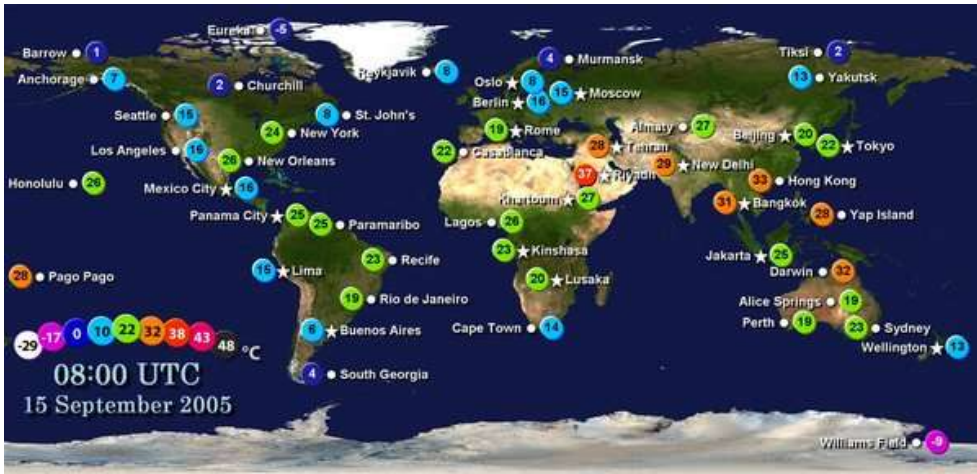 Eureka -5
Barrow 1
Tiksi 2
Murmansk 4
Anchorage 7
Reykjavik 8
Yakutsk 13
Churchill 2
Oslo 8
Moscow 15
Berlin 16
Seattle 15
St. John's 8
New York 24
Rome 19
Almaty 27
Beijing 20
Tokyo 22
Los Angeles 16
New Orleans 26
Casablanca 22
Tehran 28
New Delhi 29
Riyadh 37
Honolulu 26
Mexico City 16
Khartoum 27
Hong Kong 33
Bangkok 31
Panama City 25
Paramaribo 25
Lagos 26
Yap Island 28
Kinshasa 23
Jakarta 25
Recife 23
Lima 15
Pago Pago 28
Lusaka 20
Darwin 32
Rio de Janeiro 19
Alice Springs 19
Buenos Aires 6
Cape Town 14
Perth 19
Sydney 23
Wellington 13
-29 -17 0 10 22 32 38 43 48 °C
08:00 UTC
15 September 2005
South Georgia 4
Williams Field -9